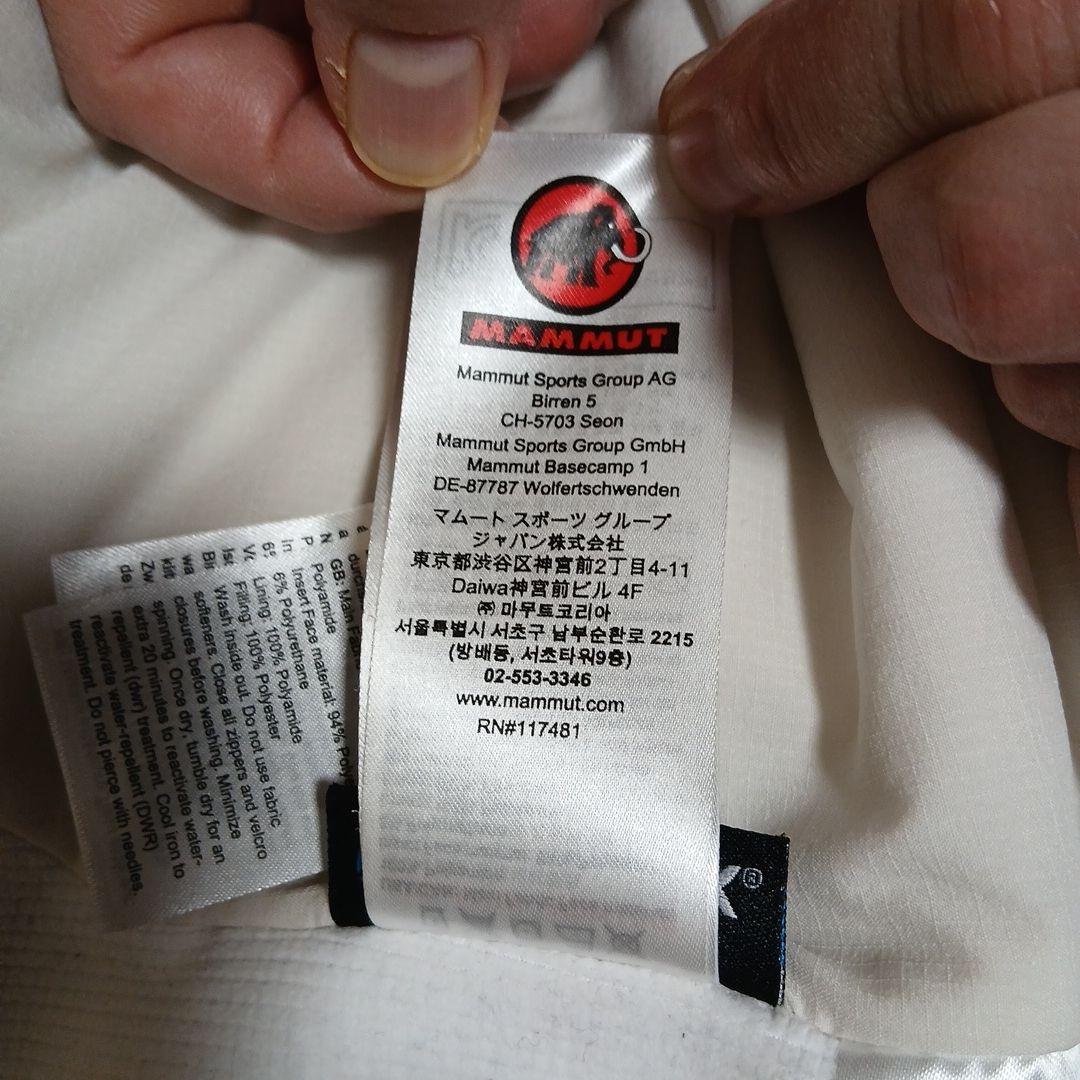 MAMMUT
Mammut Sports Group AG
Birren 5
CH-5703 Seon
Mammut Sports Group GmbH
Mammut Basecamp 1
DE-87787 Wolfertschwenden
マムート スポーツ グループ
ジャパン株式会社
東京都渋谷区神宮前2丁目4-11
Daiwa神宮前ビル 4F
㈜ 마무트코리아
서울특별시 서초구 남부순환로 2215
(방배동, 서초타워9층)
02-553-3346
www.mammut.com
RN#117481
GB: Main
Polyamide
Insert Face material: 94%
6% Polyurethane
Lining: 100% Polyamide
Filling: 100% Polyester
Wash inside out. Do not use fabric
softeners. Close all zippers and velcro
closures before washing. Minimize
spinning. Once dry, tumble dry for an
extra 20 minutes to reactivate water-
repellent (dwr) treatment. Cool iron to
reactivate water-repellent (DWR)
treatment. Do not pierce with needles.
X®